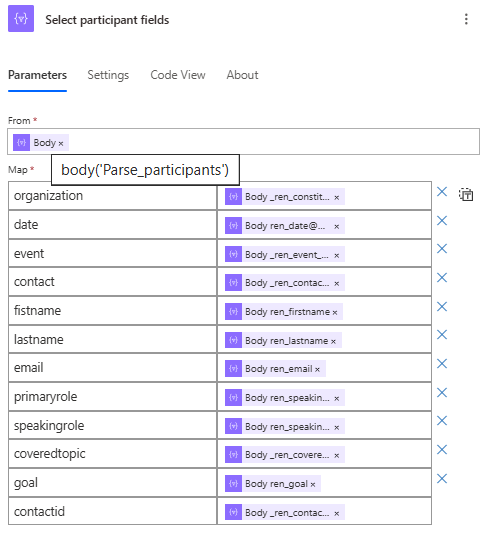 Select participant fields
Parameters Settings Code View About
From *
Body ×
body('Parse_participants')
Map *
organization Body _ren_constit... ×
date Body ren_date@... ×
event Body _ren_event_... ×
contact Body _ren_contac... ×
fistname Body ren_firstname ×
lastname Body ren_lastname ×
email Body ren_email ×
primaryrole Body ren_speakin... ×
speakingrole Body ren_speakin... ×
coveredtopic Body _ren_covere... ×
goal Body ren_goal ×
contactid Body _ren_contac... ×